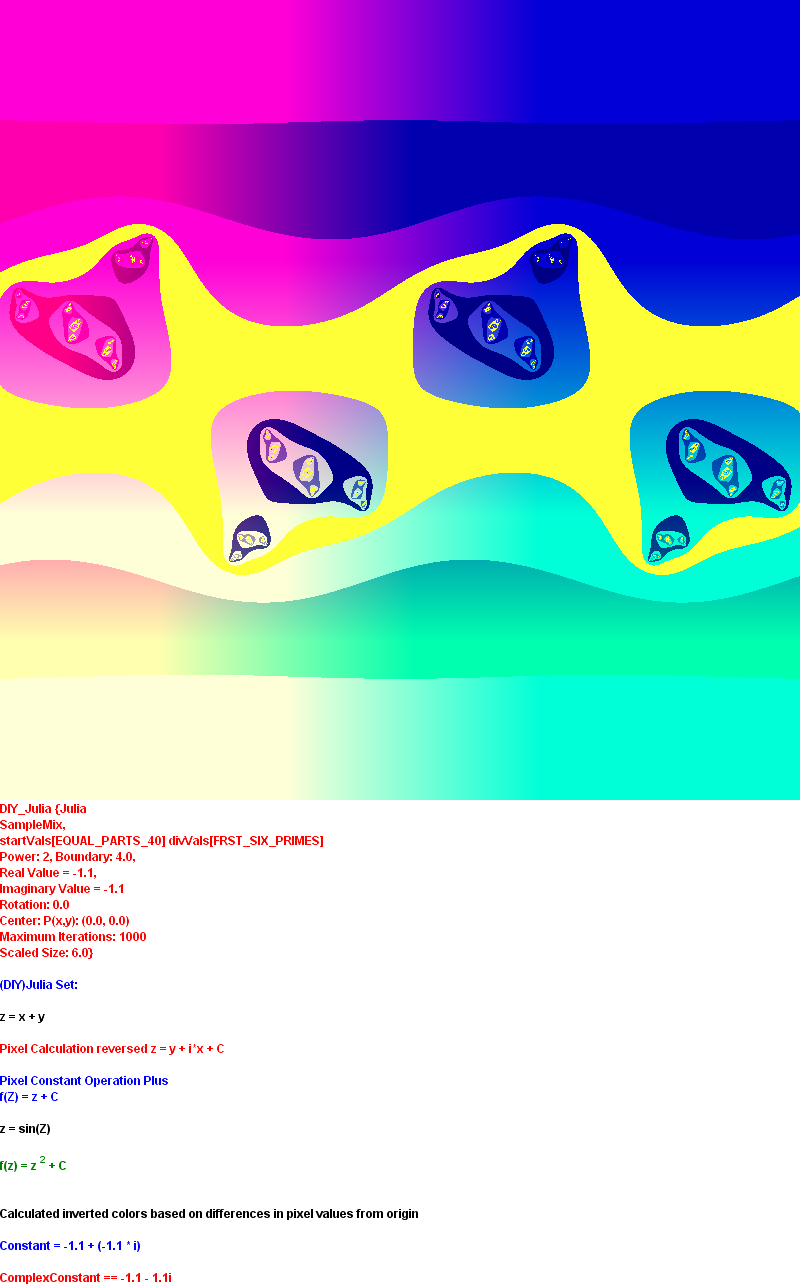 DIY_Julia {Julia
SampleMix,
startVals[EQUAL_PARTS_40] divVals[FRST_SIX_PRIMES]
Power: 2, Boundary: 4.0,
Real Value = -1.1,
Imaginary Value = -1.1
Rotation: 0.0
Center: P(x,y): (0.0, 0.0)
Maximum Iterations: 1000
Scaled Size: 6.0}
(DIY)Julia Set:
z = x + y
Pixel Calculation reversed z = y + i*x + C
Pixel Constant Operation Plus
f(Z) = z + C
z = sin(Z)
f(z) = z 2 + C
Calculated inverted colors based on differences in pixel values from origin
Constant = -1.1 + (-1.1 * i)
ComplexConstant == -1.1 - 1.1i